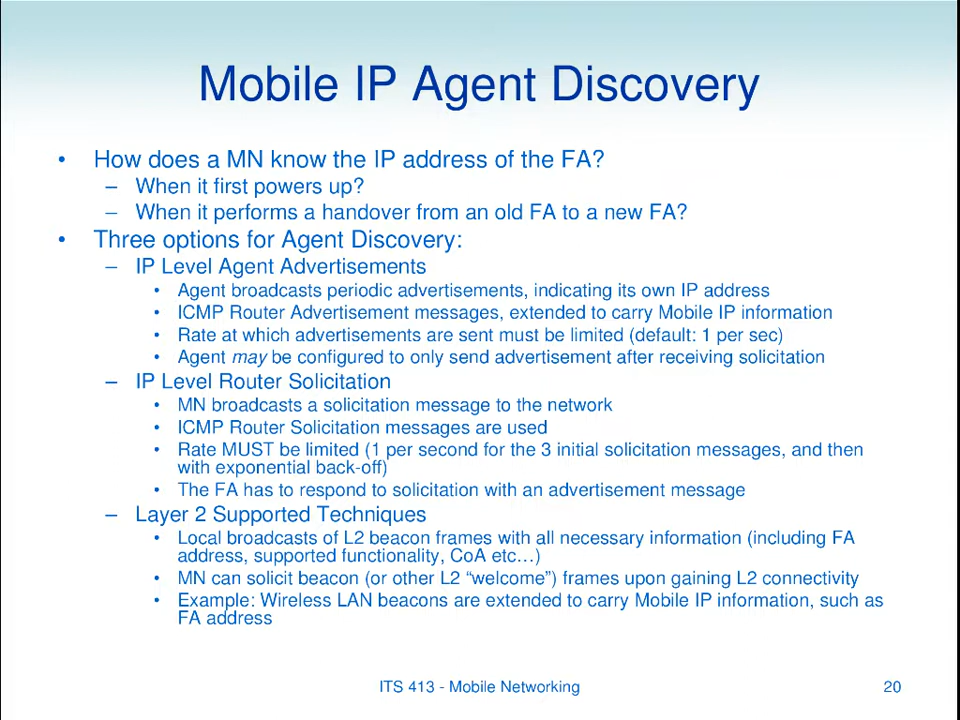 Mobile IP Agent Discovery
• How does a MN know the IP address of the FA?
– When it first powers up?
– When it performs a handover from an old FA to a new FA?
• Three options for Agent Discovery:
– IP Level Agent Advertisements
• Agent broadcasts periodic advertisements, indicating its own IP address
• ICMP Router Advertisement messages, extended to carry Mobile IP information
• Rate at which advertisements are sent must be limited (default: 1 per sec)
• Agent may be configured to only send advertisement after receiving solicitation
– IP Level Router Solicitation
• MN broadcasts a solicitation message to the network
• ICMP Router Solicitation messages are used
• Rate MUST be limited (1 per second for the 3 initial solicitation messages, and then
with exponential back-off)
• The FA has to respond to solicitation with an advertisement message
– Layer 2 Supported Techniques
• Local broadcasts of L2 beacon frames with all necessary information (including FA
address, supported functionality, CoA etc…)
• MN can solicit beacon (or other L2 “welcome”) frames upon gaining L2 connectivity
• Example: Wireless LAN beacons are extended to carry Mobile IP information, such as
FA address
ITS 413 - Mobile Networking
20